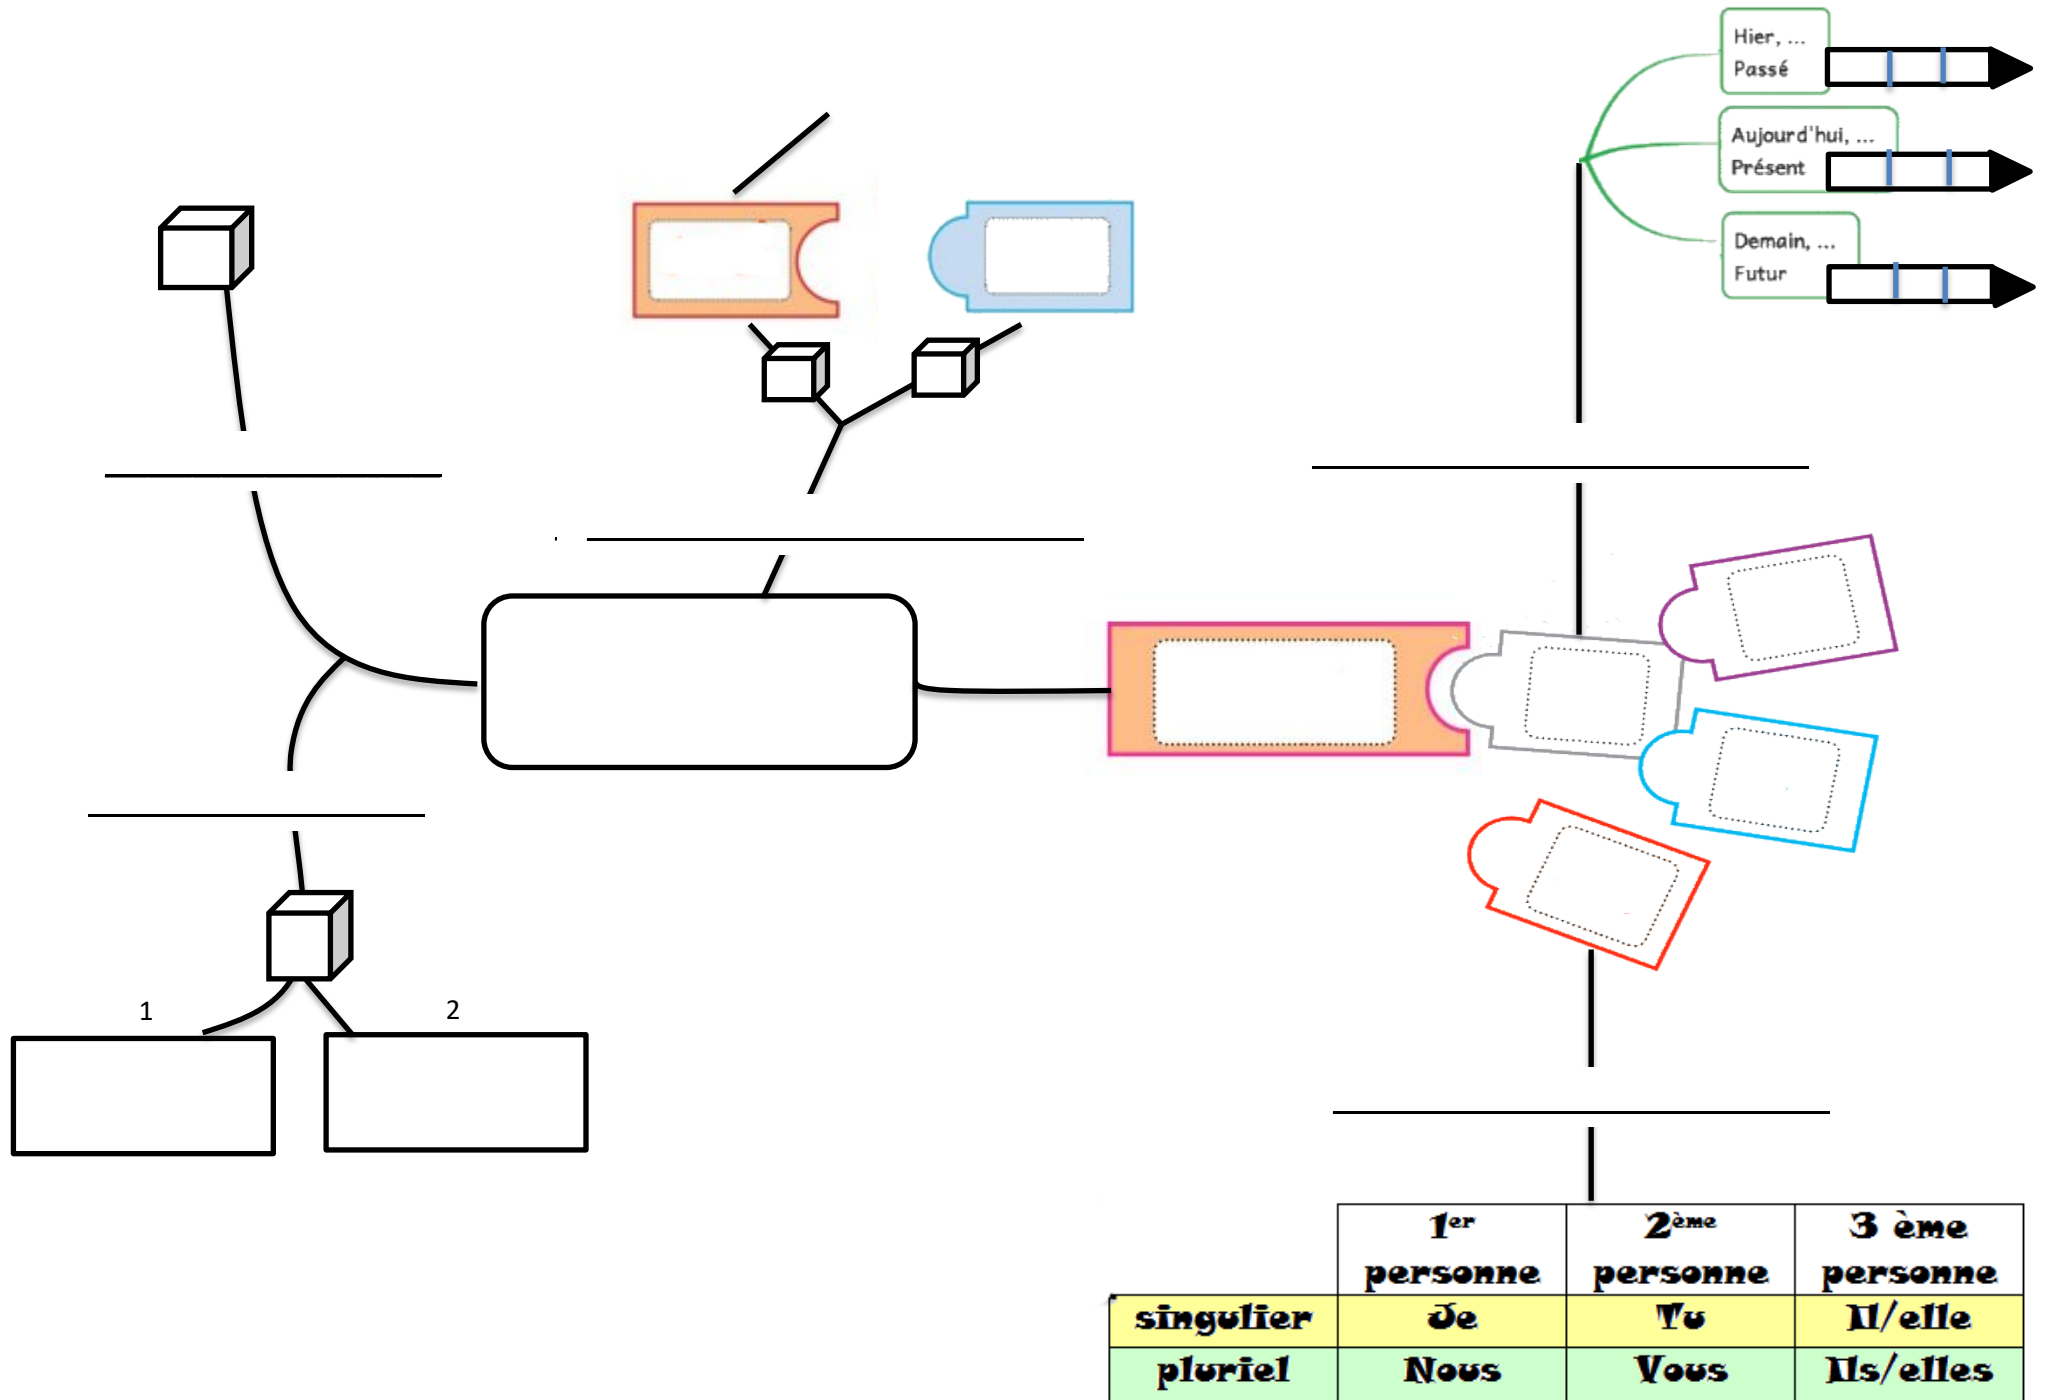 Hier, ...
Passé
Aujourd'hui, ...
Présent
Demain, ...
Futur
1
2
1er personne
2ème personne
3 ème personne
singulier Je Tu Il/elle
pluriel Nous Vous Ils/elles